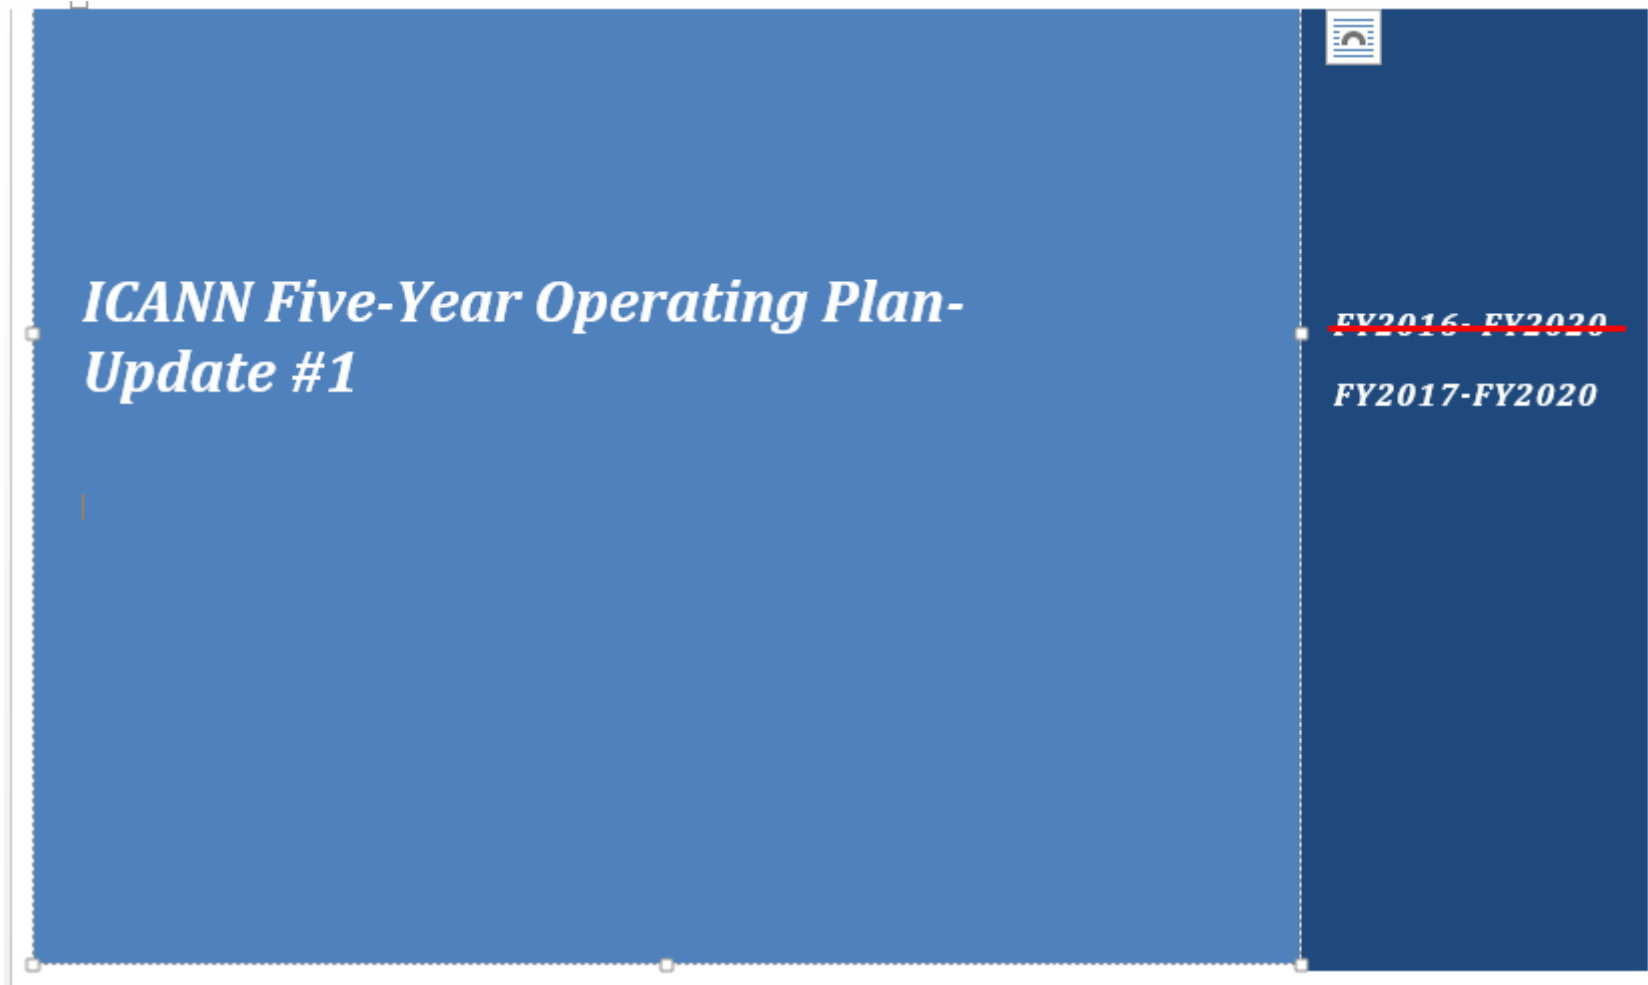 ICANN Five-Year Operating Plan-
Update #1
FY2016- FY2020
FY2017-FY2020